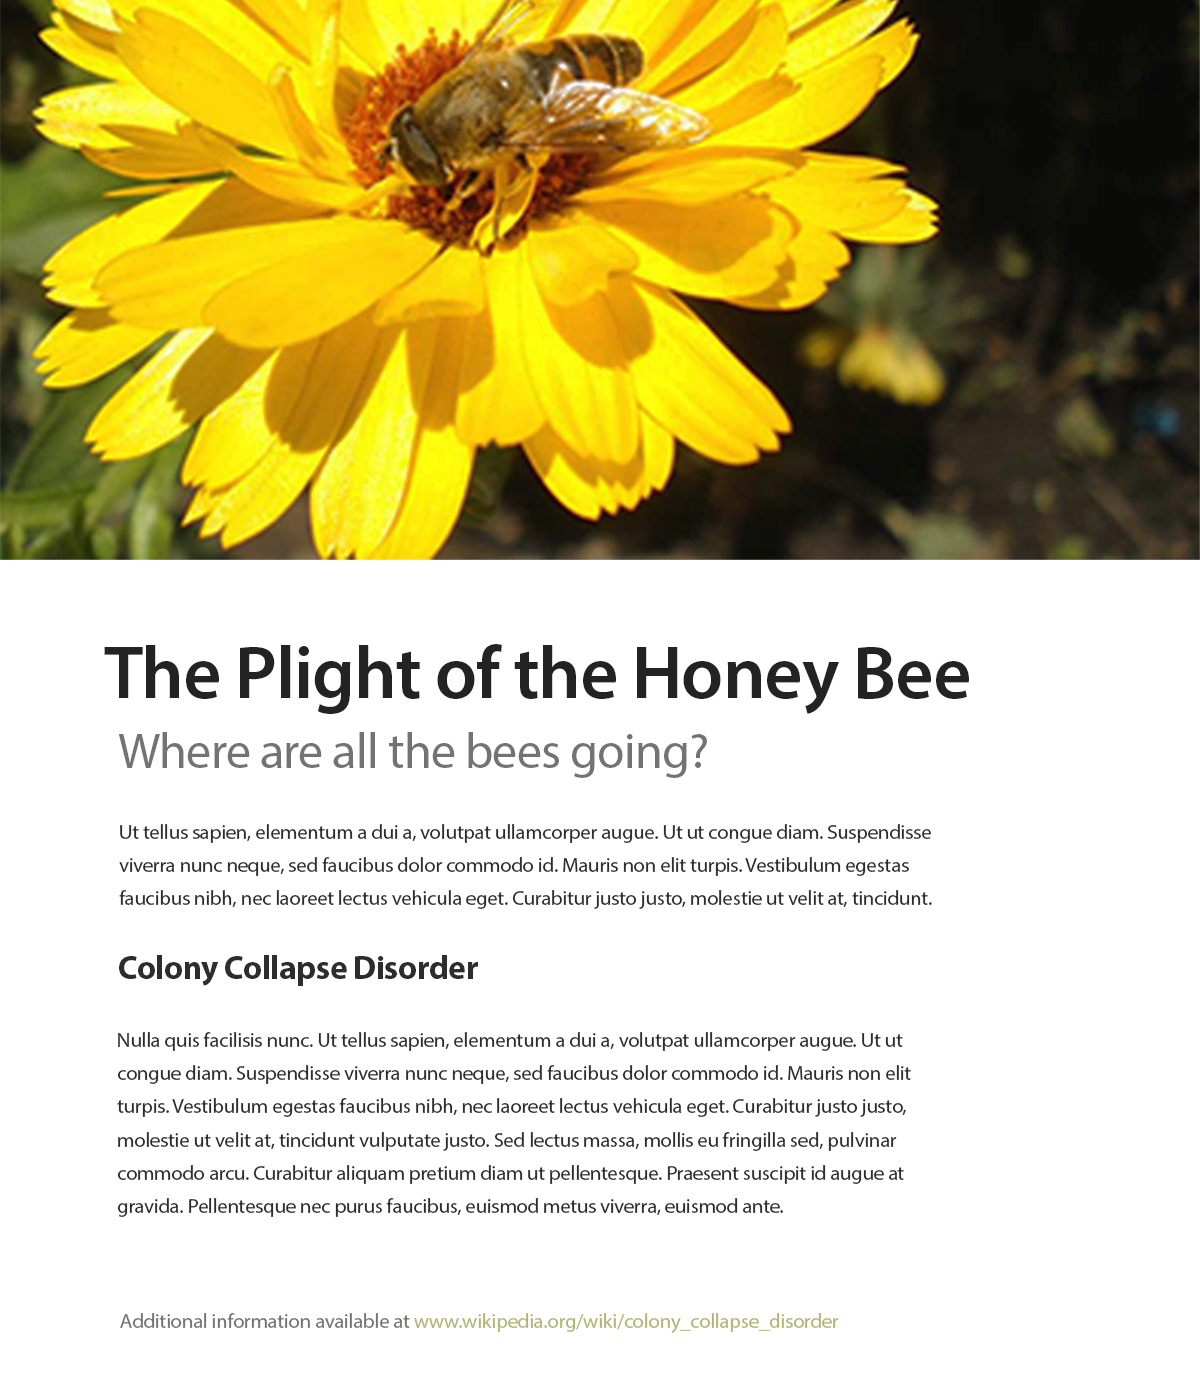 The Plight of the Honey Bee
Where are all the bees going?
Ut tellus sapien, elementum a dui a, volutpat ullamcorper augue. Ut ut congue diam. Suspendisse
viverra nunc neque, sed faucibus dolor commodo id. Mauris non elit turpis. Vestibulum egestas
faucibus nibh, nec laoreet lectus vehicula eget. Curabitur justo justo, molestie ut velit at, tincidunt.
Colony Collapse Disorder
Nulla quis facilisis nunc. Ut tellus sapien, elementum a dui a, volutpat ullamcorper augue. Ut ut
congue diam. Suspendisse viverra nunc neque, sed faucibus dolor commodo id. Mauris non elit
turpis. Vestibulum egestas faucibus nibh, nec laoreet lectus vehicula eget. Curabitur justo justo,
molestie ut velit at, tincidunt vulputate justo. Sed lectus massa, mollis eu fringilla sed, pulvinar
commodo arcu. Curabitur aliquam pretium diam ut pellentesque. Praesent suscipit id augue at
gravida. Pellentesque nec purus faucibus, euismod metus viverra, euismod ante.
Additional information available at www.wikipedia.org/wiki/colony_collapse_disorder